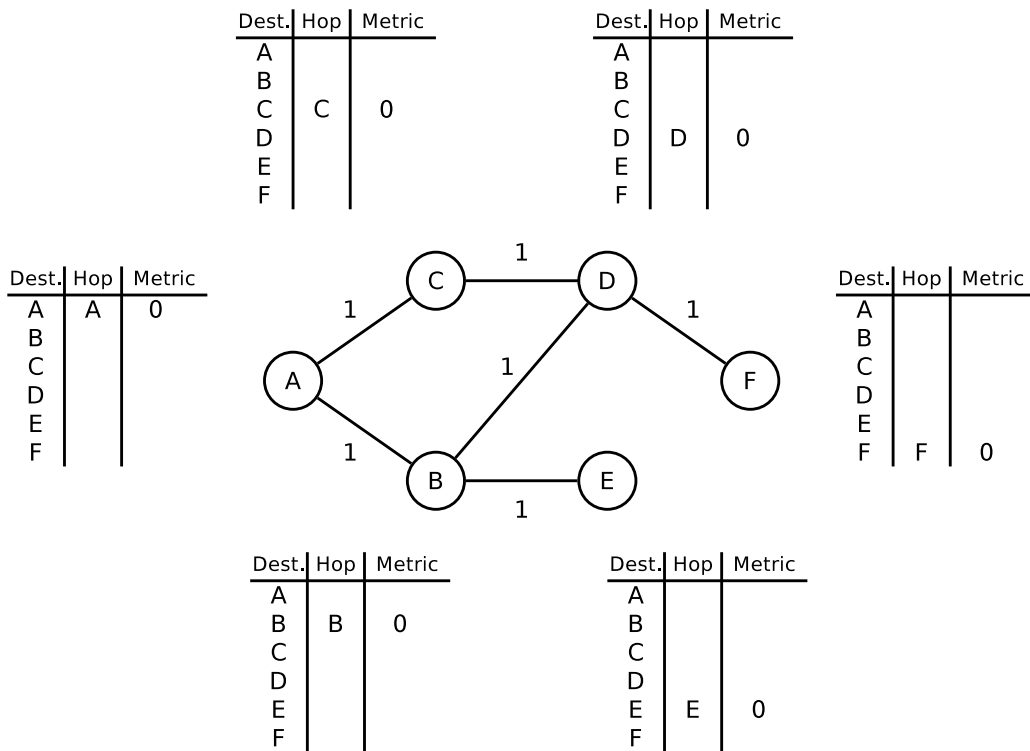 Dest. Hop Metric
A
B
C C 0
D
E
F
Dest. Hop Metric
A
B
C
D D 0
E
F
Dest. Hop Metric
A A 0
B
C
D
E
F
1
C
D
1
1
1
A
F
1
B
E
1
Dest. Hop Metric
A
B
C
D
E
F F 0
Dest. Hop Metric
A
B B 0
C
D
E
F
Dest. Hop Metric
A
B
C
D
E E 0
F